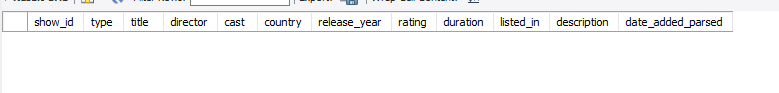 show_id type title director cast country release_year rating duration listed_in description date_added_parsed